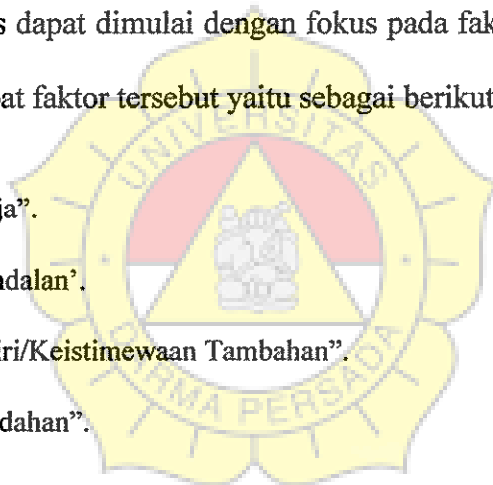 s dapat dimulai dengan fokus pada fak
at faktor tersebut yaitu sebagai berikut
ja”.
ndalan’.
iri/Keistimewaan Tambahan”.
dahan”.
UNIVERSITAS
DARMA PERSADA